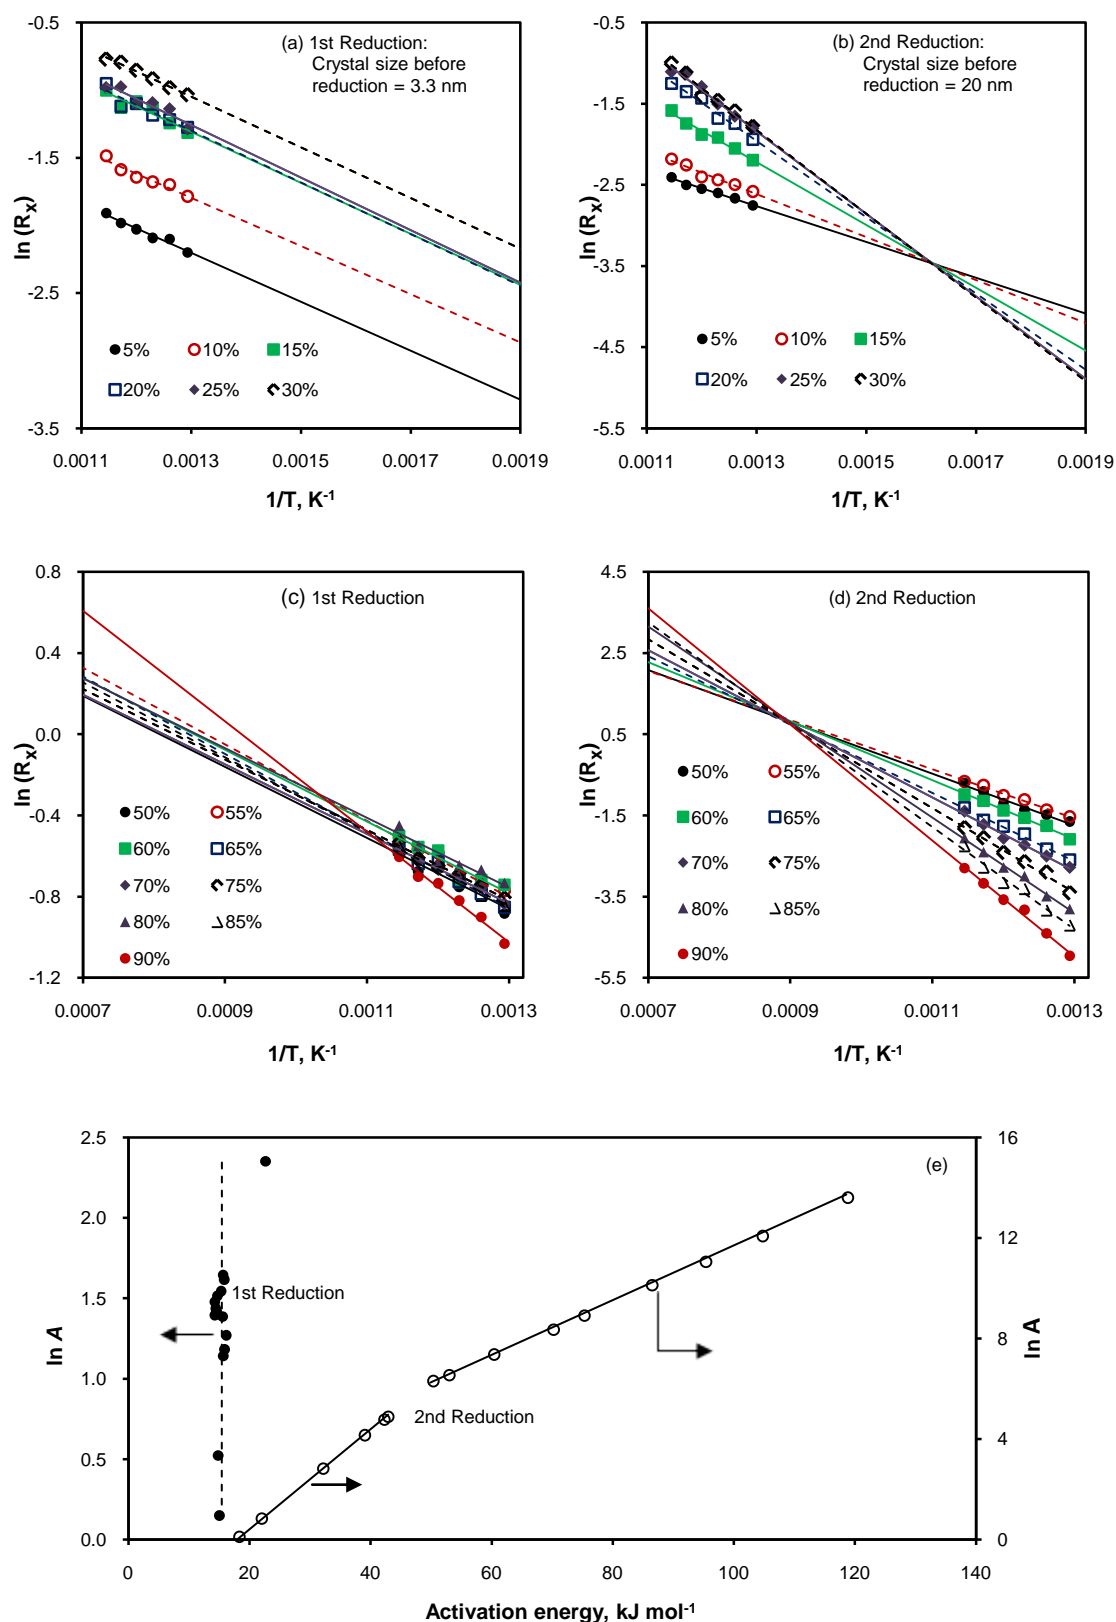 -0.5
(a) 1st Reduction:
Crystal size before
reduction = 3.3 nm
-1.5
-2.5
-3.5
ln (Rx)
5% 10% 15%
20% 25% 30%
0.0011 0.0013 0.0015 0.0017 0.0019
1/T, K-1
-0.5
(b) 2nd Reduction:
Crystal size before
reduction = 20 nm
-1.5
-2.5
-3.5
-4.5
-5.5
ln (Rx)
5% 10% 15%
20% 25% 30%
0.0011 0.0013 0.0015 0.0017 0.0019
1/T, K-1
0.8
(c) 1st Reduction
0.4
0.0
-0.4
-0.8
-1.2
ln (Rx)
50% 55%
60% 65%
70% 75%
80% 85%
90%
0.0007 0.0009 0.0011 0.0013
1/T, K-1
4.5
(d) 2nd Reduction
2.5
0.5
-1.5
-3.5
-5.5
ln (Rx)
50% 55%
60% 65%
70% 75%
80% 85%
90%
0.0007 0.0009 0.0011 0.0013
1/T, K-1
2.5
2.0
1.5
1.0
0.5
0.0
ln A
(e)
1st Reduction
2nd Reduction
16
12
8
4
0
ln A
0 20 40 60 80 100 120 140
Activation energy, kJ mol-1